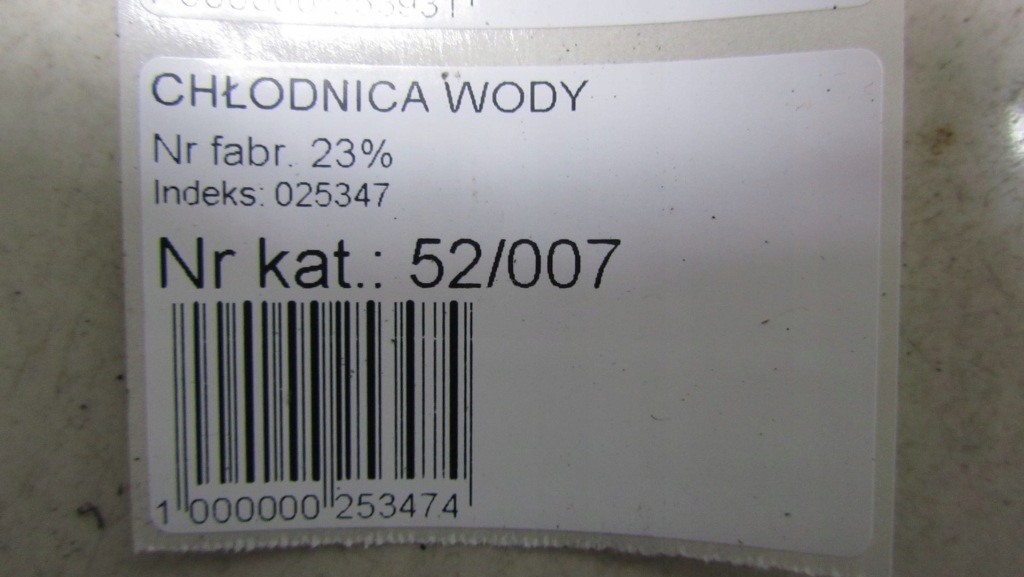 CHŁODNICA WODY
Nr fabr. 23%
Indeks: 025347
Nr kat.: 52/007
1 000000 253474